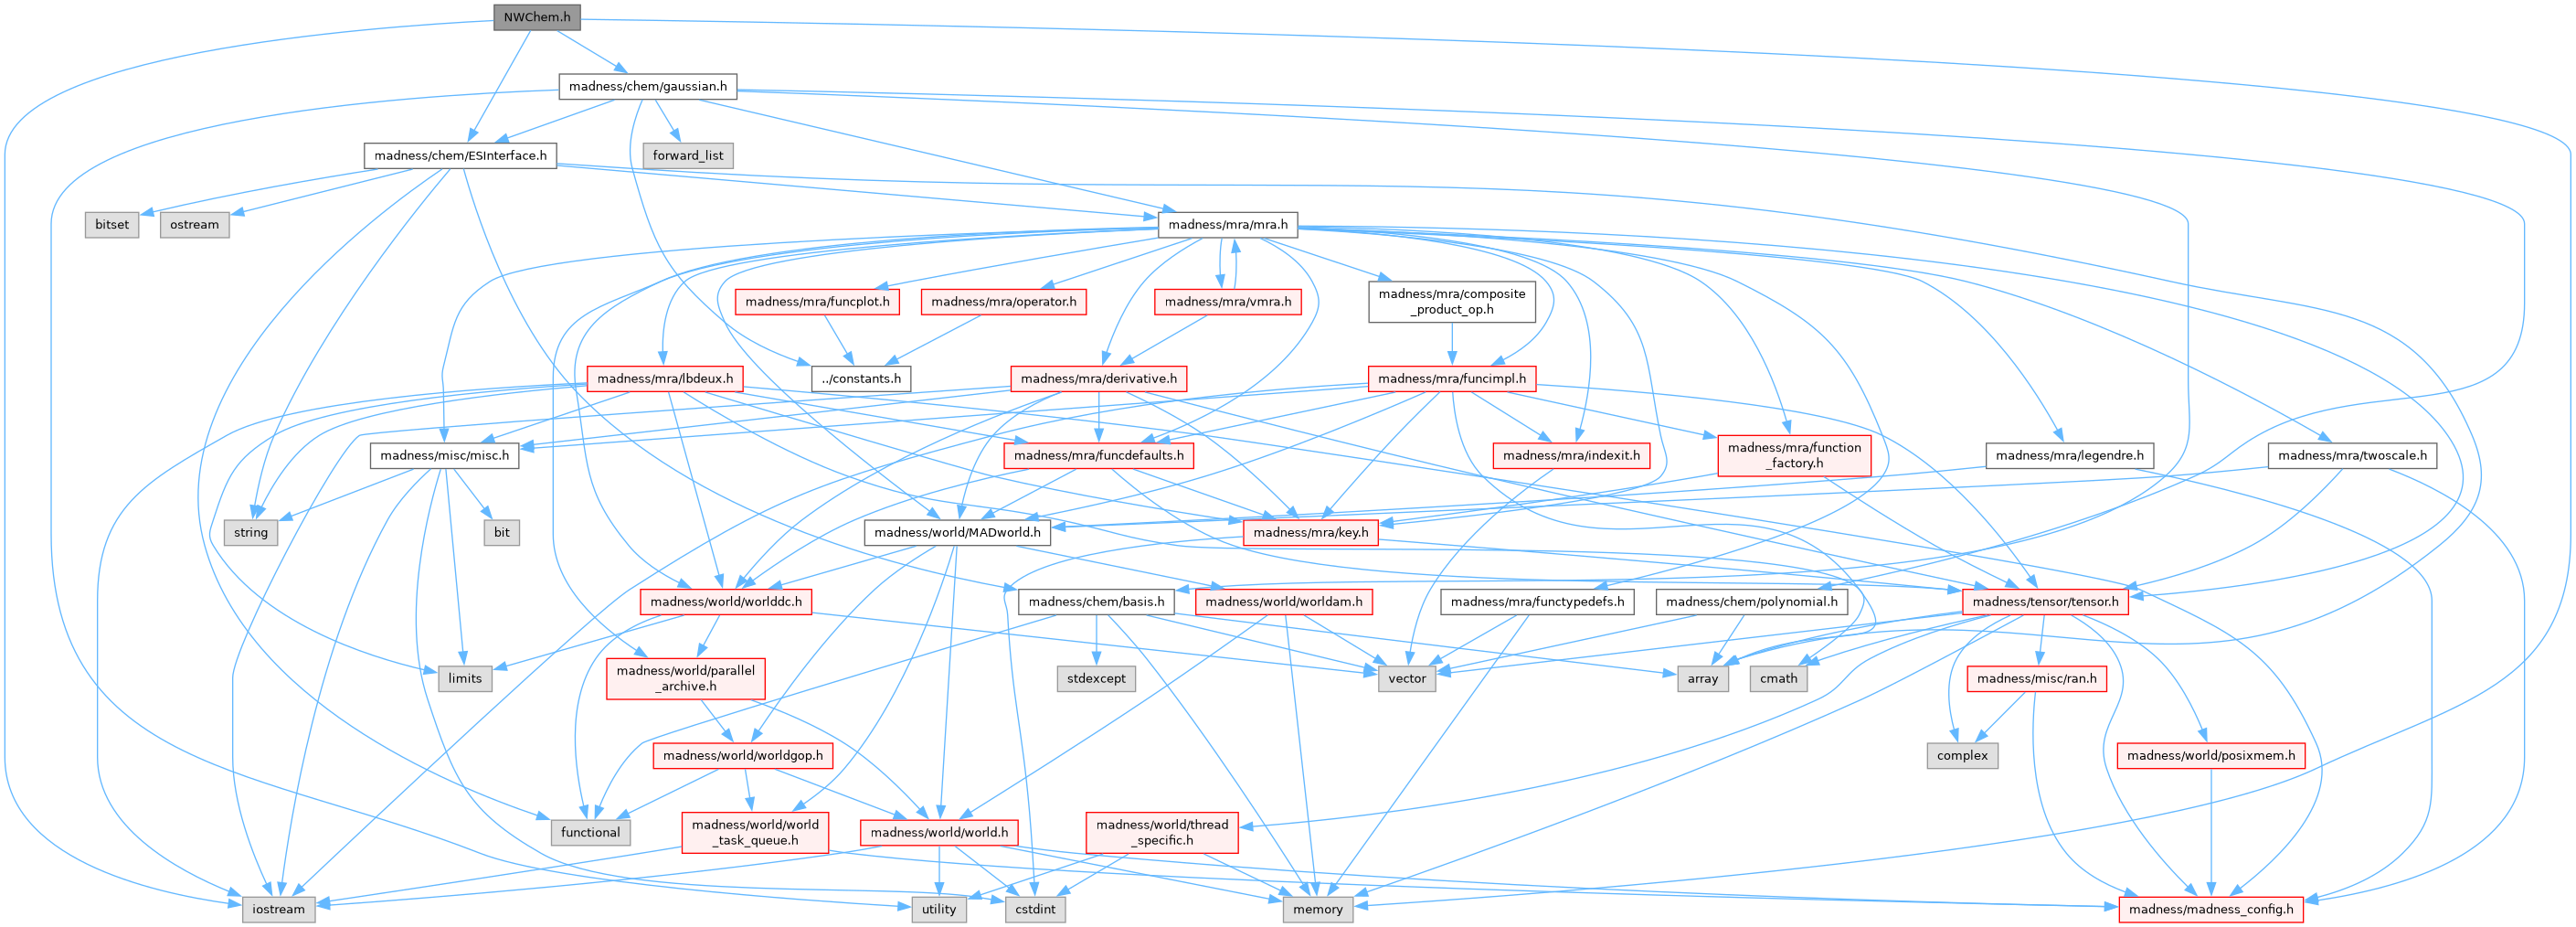 NWChem.h
madness/chem/gaussian.h
madness/chem/ESInterface.h
forward_list
bitset
ostream
madness/mra/mra.h
madness/mra/funcplot.h
madness/mra/operator.h
madness/mra/vmra.h
madness/mra/composite
_product_op.h
madness/mra/lbdeux.h
../constants.h
madness/mra/derivative.h
madness/mra/funcimpl.h
madness/misc/misc.h
madness/mra/funcdefaults.h
madness/mra/indexit.h
madness/mra/function
_factory.h
madness/mra/legendre.h
madness/mra/twoscale.h
string
bit
madness/world/MADworld.h
madness/mra/key.h
madness/world/worlddc.h
madness/chem/basis.h
madness/world/worldam.h
madness/mra/functypedefs.h
madness/chem/polynomial.h
madness/tensor/tensor.h
limits
madness/world/parallel
_archive.h
stdexcept
vector
array
cmath
madness/misc/ran.h
madness/world/worldgop.h
complex
madness/world/posixmem.h
functional
madness/world/world
_task_queue.h
madness/world/world.h
madness/world/thread
_specific.h
iostream
utility
cstdint
memory
madness/madness_config.h